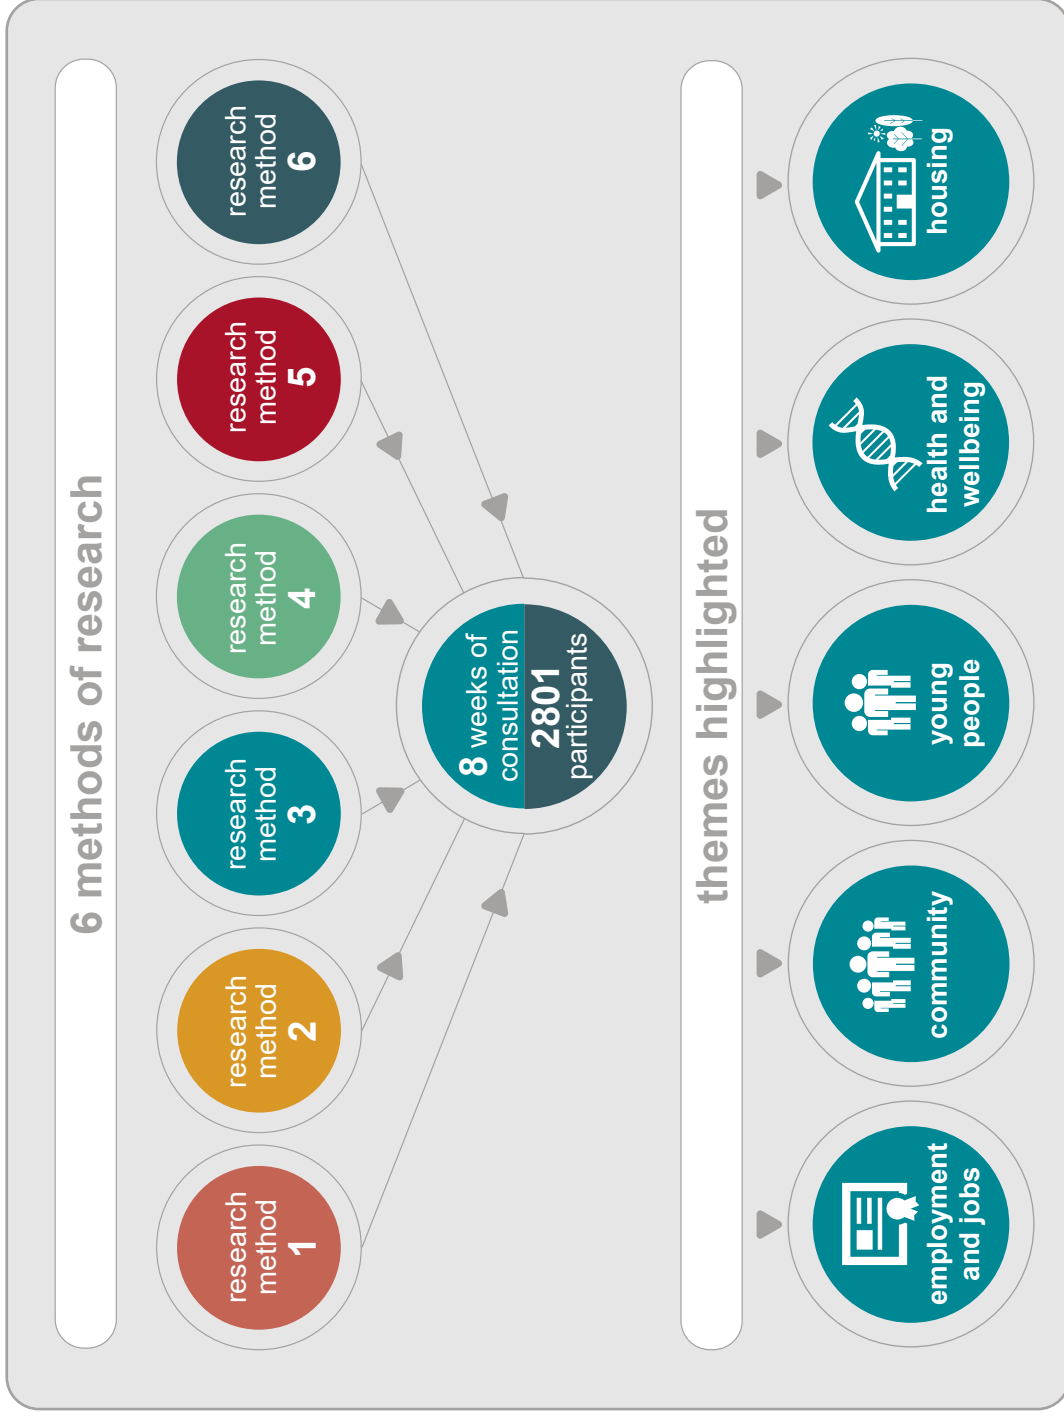 6 methods of research
research
method
1
research
method
2
research
method
3
research
method
4
research
method
5
research
method
6
8 weeks of
consultation
2801
participants
themes highlighted
employment
and jobs
community
young
people
health and
wellbeing
housing